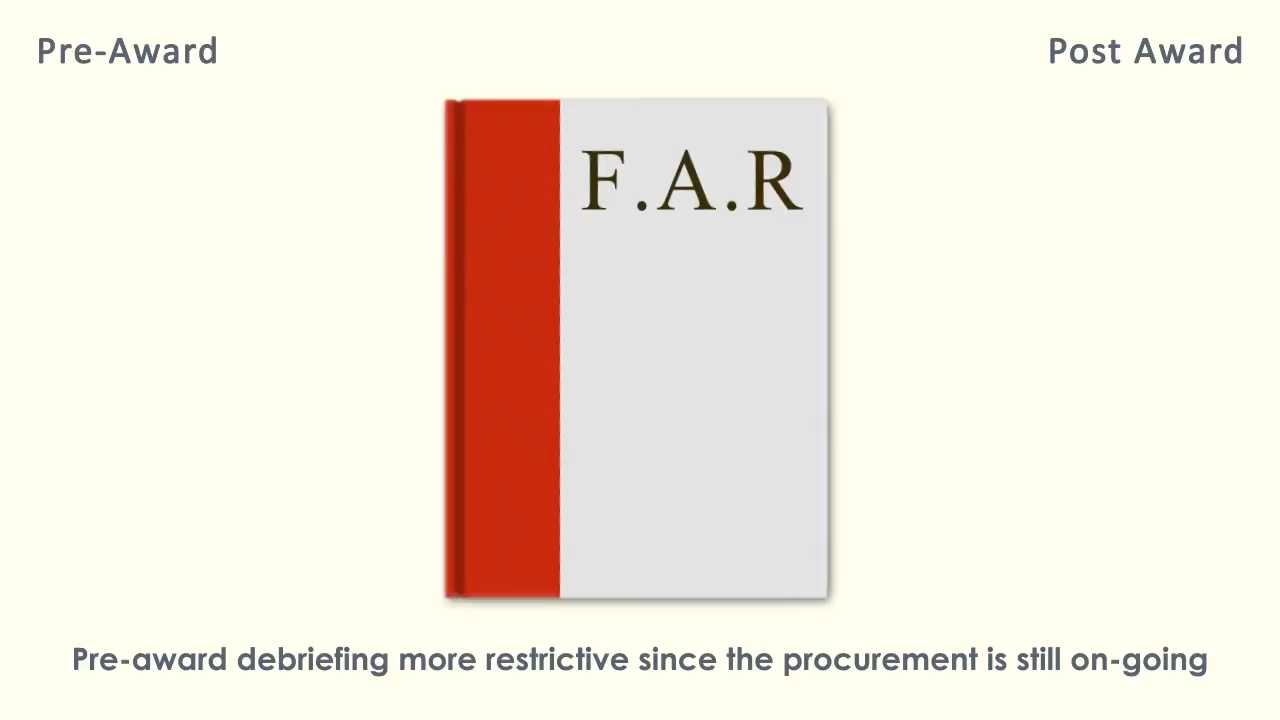 Pre-Award
Post Award
F.A.R
Pre-award debriefing more restrictive since the procurement is still on-going